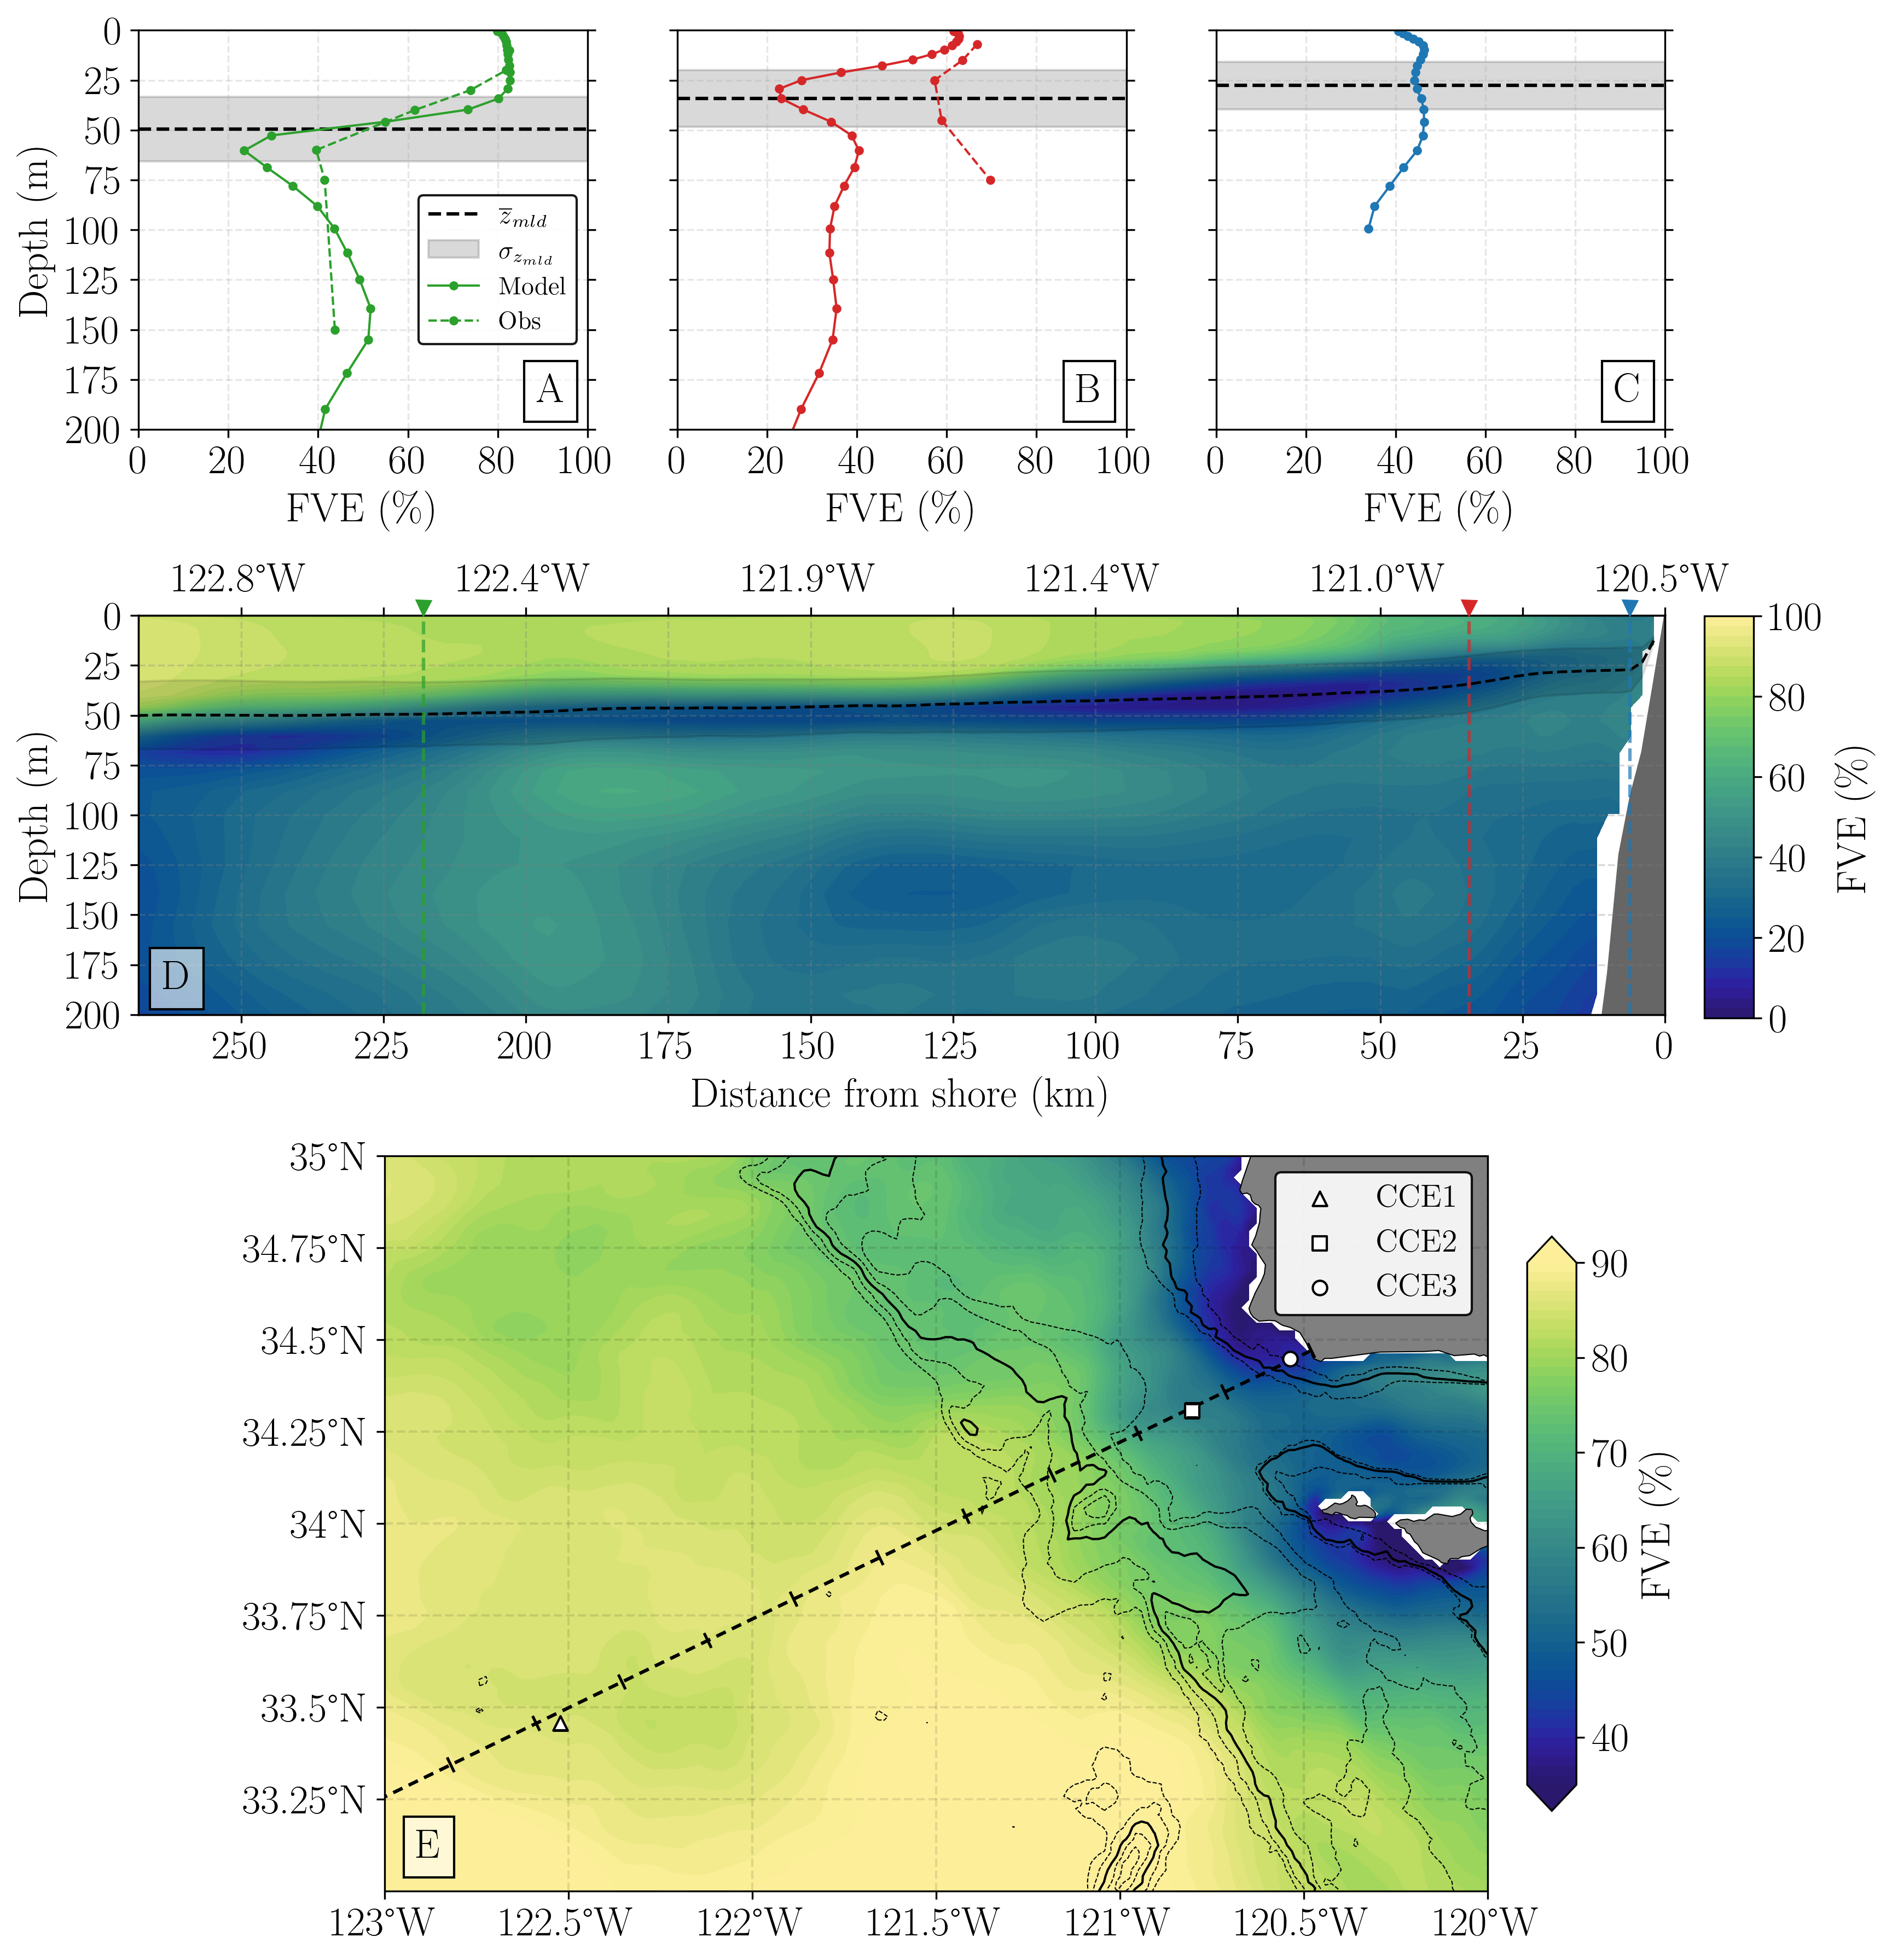 0
25
50
75
100
125
150
175
200
Depth (m)
z̅mld
σzmld
Model
Obs
A
B
C
0 20 40 60 80 100
0 20 40 60 80 100
0 20 40 60 80 100
FVE (%)
FVE (%)
FVE (%)
122.8°W 122.4°W 121.9°W 121.4°W 121.0°W 120.5°W
0
25
50
75
100
125
150
175
200
Depth (m)
D
250 225 200 175 150 125 100 75 50 25 0
Distance from shore (km)
100
80
60
40
20
0
FVE (%)
35°N
34.75°N
34.5°N
34.25°N
34°N
33.75°N
33.5°N
33.25°N
CCE1
CCE2
CCE3
E
123°W 122.5°W 122°W 121.5°W 121°W 120.5°W 120°W
90
80
70
60
50
40
FVE (%)